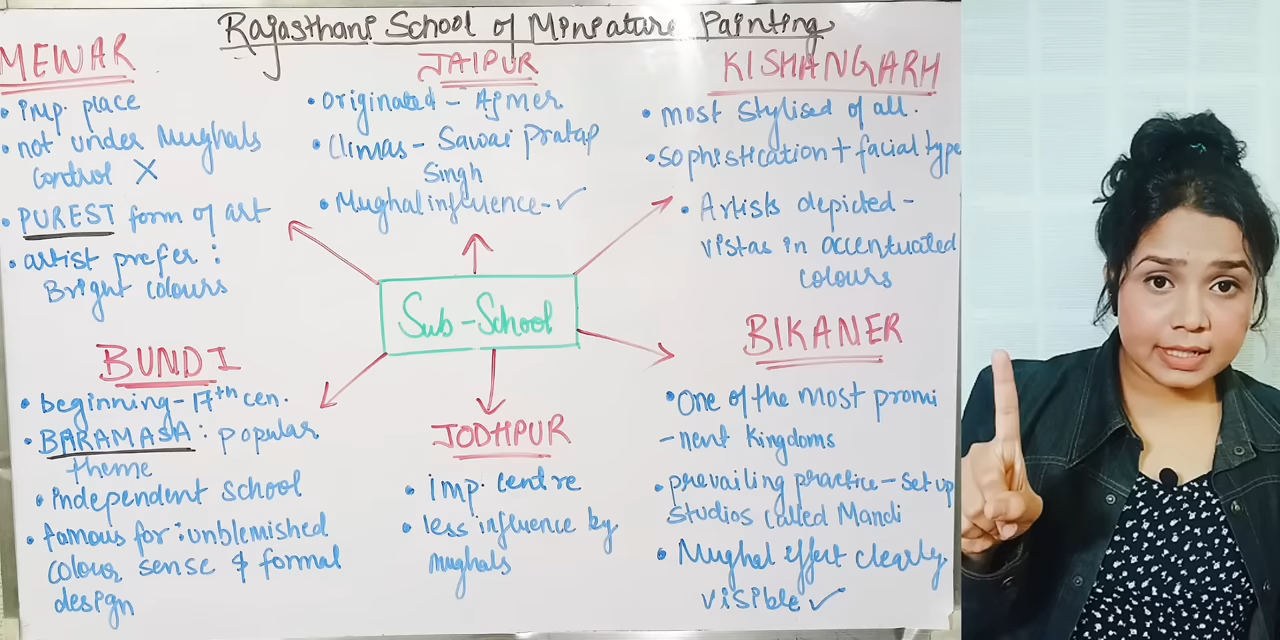 Rajasthani School of Miniature Painting
MEWAR
• imp. place
• not under Mughals
control X
• PUREST form of art
• artist prefer :
Bright colours
JAIPUR
• originated - Ajmer
• Climax - Sawai Pratap
Singh
• Mughal influence - ✓
KISHANGARH
• most stylised of all.
• sophistication + facial type
• Artists depicted -
vistas in accentuated
colours
Sub-School
BUNDI
• beginning - 17th cen.
• BARAMASA : popular
theme
• independent school
• famous for : unblemished
colour sense & formal
design
JODHPUR
• imp. centre
• less influence by
mughals
BIKANER
• One of the most promi
-nent kingdoms
• prevailing practice - set up
studios called Mandi
• Mughal effect clearly
visible ✓